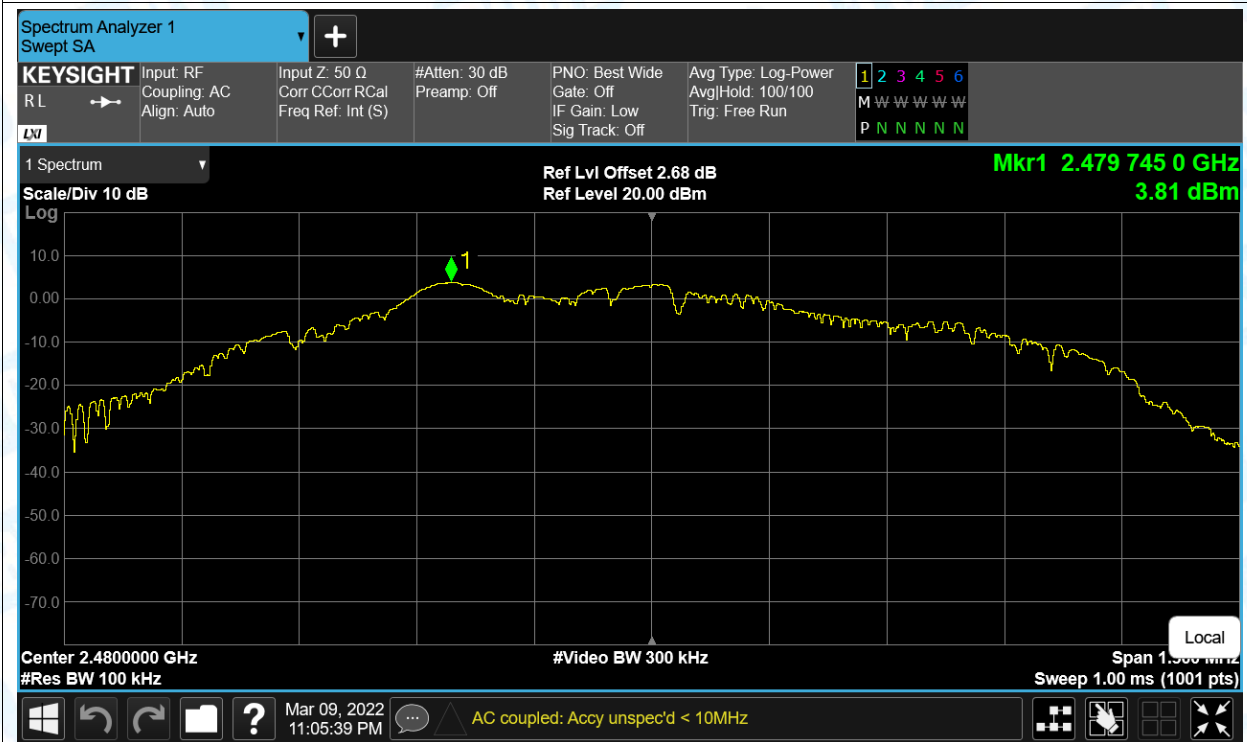 Spectrum Analyzer 1
Swept SA
KEYSIGHT
R L
LXI
Input: RF
Coupling: AC
Align: Auto
Input Z: 50 Ω
Corr CCorr RCal
Freq Ref: Int (S)
#Atten: 30 dB
Preamp: Off
PNO: Best Wide
Gate: Off
IF Gain: Low
Sig Track: Off
Avg Type: Log-Power
Avg|Hold: 100/100
Trig: Free Run
1 2 3 4 5 6
M W W W W W
P N N N N N
1 Spectrum
Scale/Div 10 dB
Ref Lvl Offset 2.68 dB
Ref Level 20.00 dBm
Mkr1 2.479 745 0 GHz
3.81 dBm
Log
1
10.0
0.00
-10.0
-20.0
-30.0
-40.0
-50.0
-60.0
-70.0
Local
Center 2.4800000 GHz
#Video BW 300 kHz
Span 1.500 MHz
#Res BW 100 kHz
Sweep 1.00 ms (1001 pts)
?
Mar 09, 2022
11:05:39 PM
AC coupled: Accy unspec'd < 10MHz